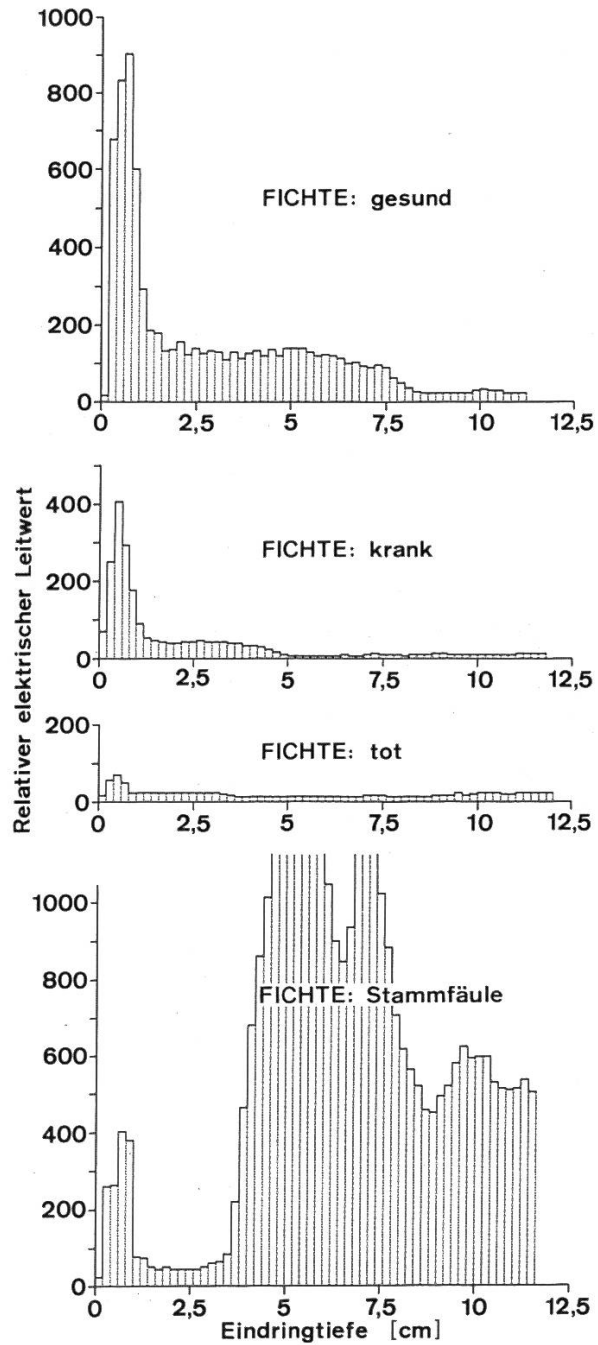 1000
800
600
400
200
0
FICHTE: gesund
0 2,5 5 7,5 10 12,5
Relativer elektrischer Leitwert
400
200
0
FICHTE: krank
0 2,5 5 7,5 10 12,5
200
0
FICHTE: tot
0 2,5 5 7,5 10 12,5
1000
800
600
400
200
0
FICHTE: Stammfäule
0 2,5 5 7,5 10 12,5
Eindringtiefe [cm]